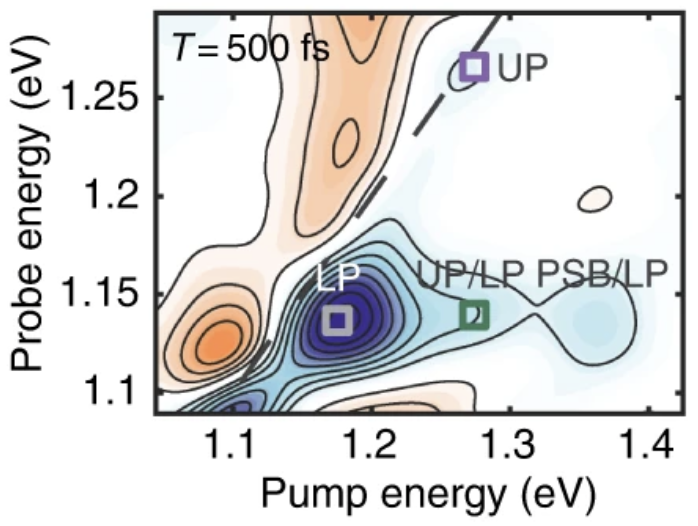 T = 500 fs
UP
LP
UP/LP PSB/LP
Probe energy (eV)
1.25
1.2
1.15
1.1
1.1 1.2 1.3 1.4
Pump energy (eV)